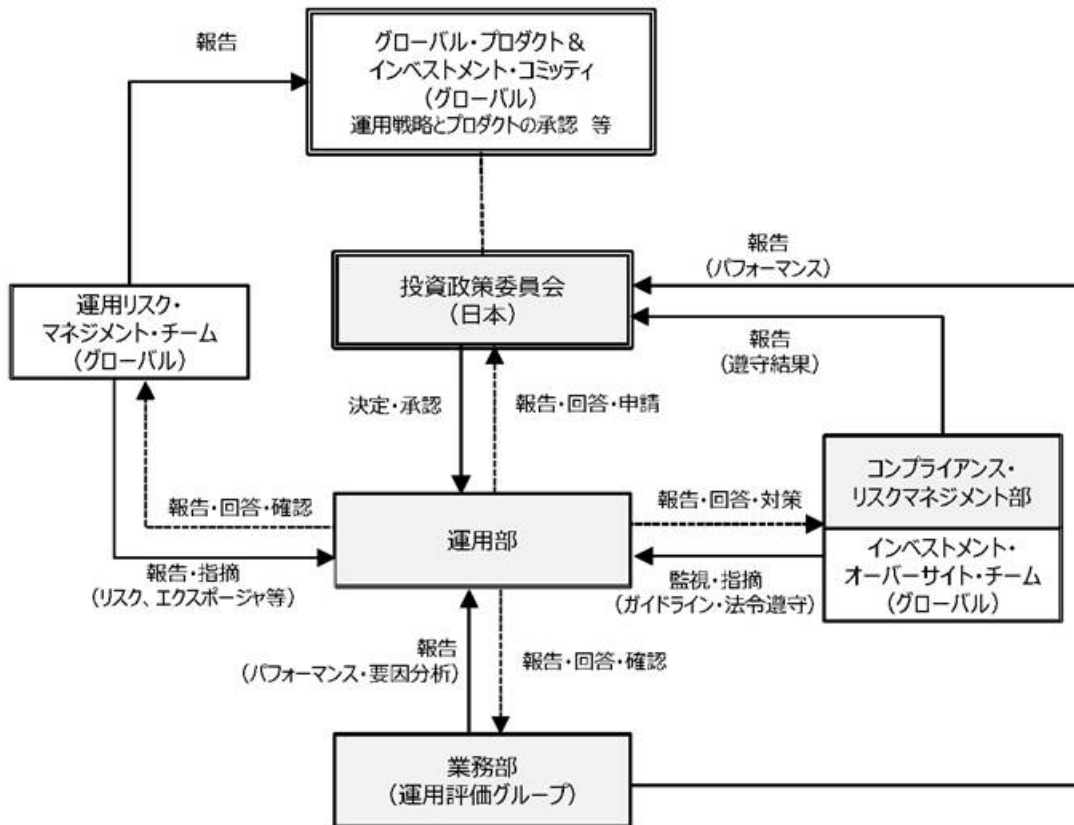 報告
グローバル・プロダクト＆
インベストメント・コミッティ
（グローバル）
運用戦略とプロダクトの承認 等
報告
（パフォーマンス）
投資政策委員会
（日本）
運用リスク・
マネジメント・チーム
（グローバル）
報告
（遵守結果）
決定・承認
報告・回答・申請
コンプライアンス・
リスクマネジメント部
報告・回答・確認
報告・回答・対策
運用部
インベストメント・
オーバーサイト・チーム
（グローバル）
報告・指摘
（リスク、エクスポージャ等）
監視・指摘
（ガイドライン・法令遵守）
報告
（パフォーマンス・要因分析）
報告・回答・確認
業務部
（運用評価グループ）